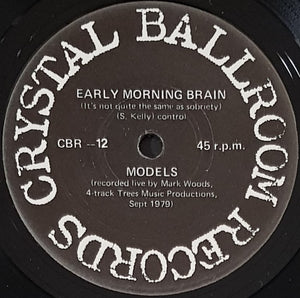 CRYSTAL BALLROOM RECORDS
EARLY MORNING BRAIN
(It's not quite the same as sobriety)
(S. Kelly) control
CBR --12
45 r.p.m.
MODELS
(recorded live by Mark Woods,
4-track Trees Music Productions,
Sept 1979)